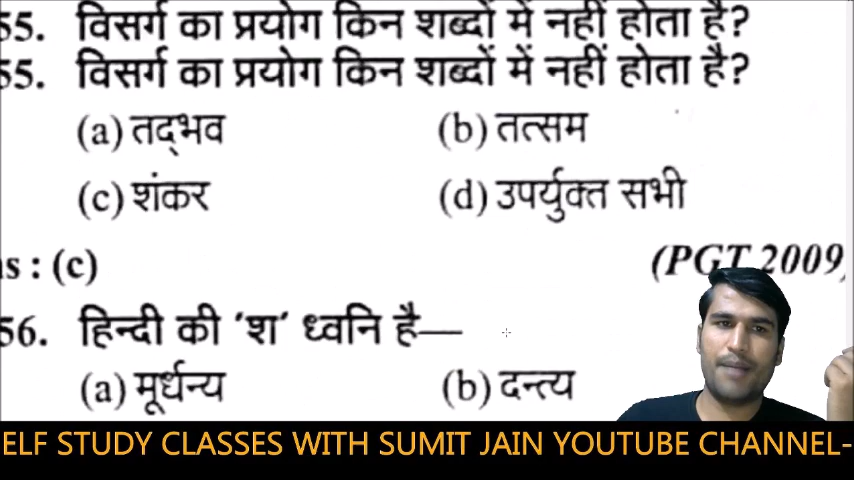 55. विसर्ग का प्रयोग किन शब्दों में नहीं होता है?
55. विसर्ग का प्रयोग किन शब्दों में नहीं होता है?
(a) तद्भव (b) तत्सम
(c) शंकर (d) उपर्युक्त सभी
s : (c) (PGT 2009
56. हिन्दी की 'श' ध्वनि है—
(a) मूर्धन्य (b) दन्त्य
ELF STUDY CLASSES WITH SUMIT JAIN YOUTUBE CHANNEL-